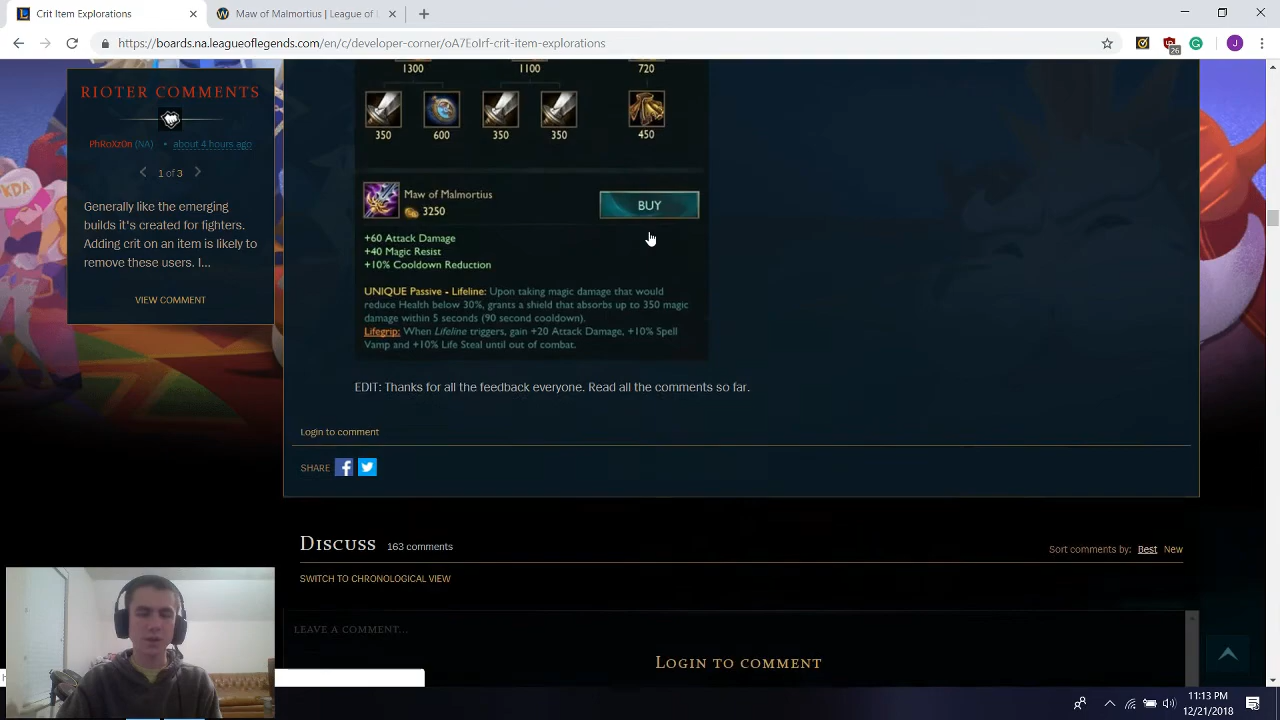 Crit Item Explorations
Maw of Malmortius | League of L
boards.na.leagueoflegends.com/en/c/developer-corner/oA7EoInf-crit-item-explorations
26
J
RIOTER COMMENTS
PhRoXz0n (NA) • about 4 hours ago
1 of 3
Generally like the emerging
builds it's created for fighters.
Adding crit on an item is likely to
remove these users. I...
VIEW COMMENT
KDA
1300 1100 720
350 600 350 350 450
Maw of Malmortius
3250
BUY
+60 Attack Damage
+40 Magic Resist
+10% Cooldown Reduction
UNIQUE Passive - Lifeline: Upon taking magic damage that would
reduce Health below 30%, grants a shield that absorbs up to 350 magic
damage within 5 seconds (90 second cooldown).
Lifegrip: When Lifeline triggers, gain +20 Attack Damage, +10% Spell
Vamp and +10% Life Steal until out of combat.
EDIT: Thanks for all the feedback everyone. Read all the comments so far.
Login to comment
SHARE
Discuss 163 comments
Sort comments by: Best New
SWITCH TO CHRONOLOGICAL VIEW
LEAVE A COMMENT...
LOGIN TO COMMENT
11:13 PM
12/21/2018